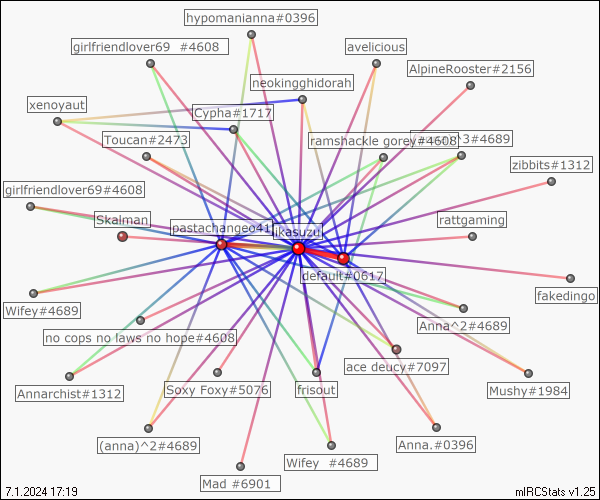 hypomanianna#0396
girlfriendlover69 #4608
avelicious
AlpineRooster#2156
neokingghidorah
xenoyaut
Cypha#1717
Toucan#2473
ramshackle gorey#4608
^3#4689
zibbits#1312
girlfriendlover69#4608
Skalman
pastachangeo41
ikasuzu
rattgaming
default#0617
fakedingo
Wifey#4689
Anna^2#4689
no cops no laws no hope#4608
ace deucy#7097
Annarchist#1312
Soxy Foxy#5076
frisout
Mushy#1984
(anna)^2#4689
Anna.#0396
Wifey #4689
Mad #6901
7.1.2024 17:19
mIRCStats v1.25